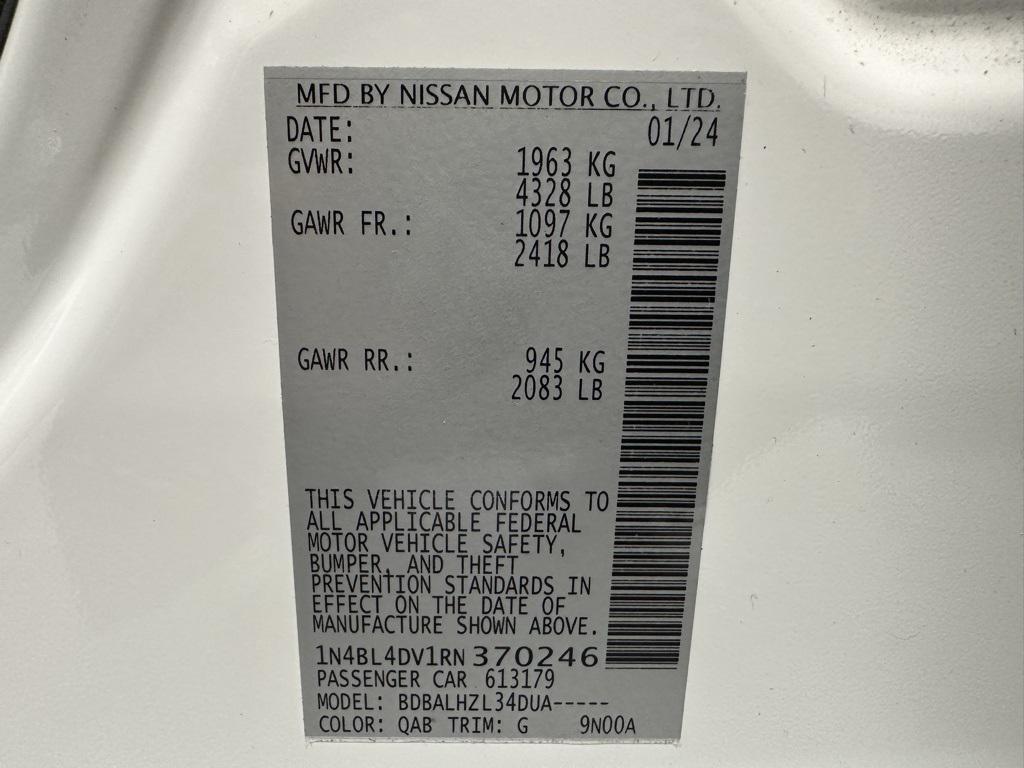 MFD BY NISSAN MOTOR CO., LTD.
DATE: 01/24
GVWR: 1963 KG
4328 LB
GAWR FR.: 1097 KG
2418 LB
GAWR RR.: 945 KG
2083 LB
THIS VEHICLE CONFORMS TO
ALL APPLICABLE FEDERAL
MOTOR VEHICLE SAFETY,
BUMPER, AND THEFT
PREVENTION STANDARDS IN
EFFECT ON THE DATE OF
MANUFACTURE SHOWN ABOVE.
1N4BL4DV1RN370246
PASSENGER CAR 613179
MODEL: BDBALHZL34DUA-----
COLOR: QAB TRIM: G 9N00A